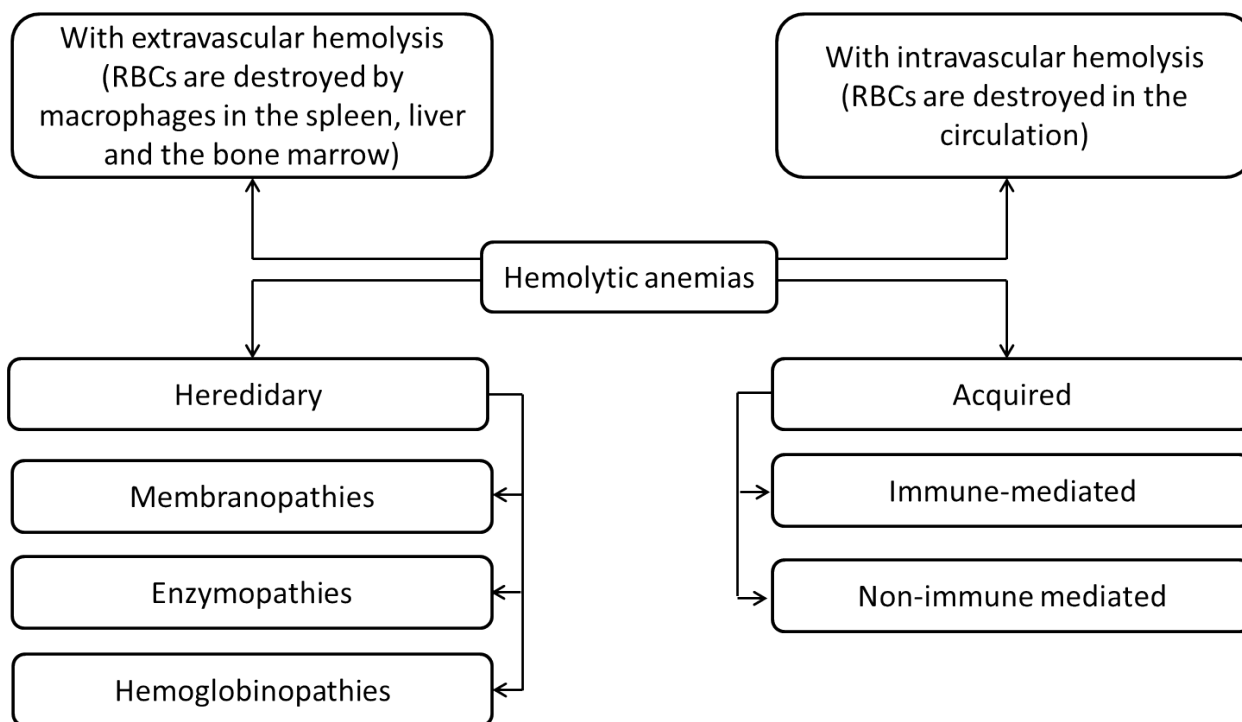 With extravascular hemolysis
(RBCs are destroyed by
macrophages in the spleen, liver
and the bone marrow)
With intravascular hemolysis
(RBCs are destroyed in the
circulation)
Hemolytic anemias
Heredidary
Membranopathies
Enzymopathies
Hemoglobinopathies
Acquired
Immune-mediated
Non-immune mediated